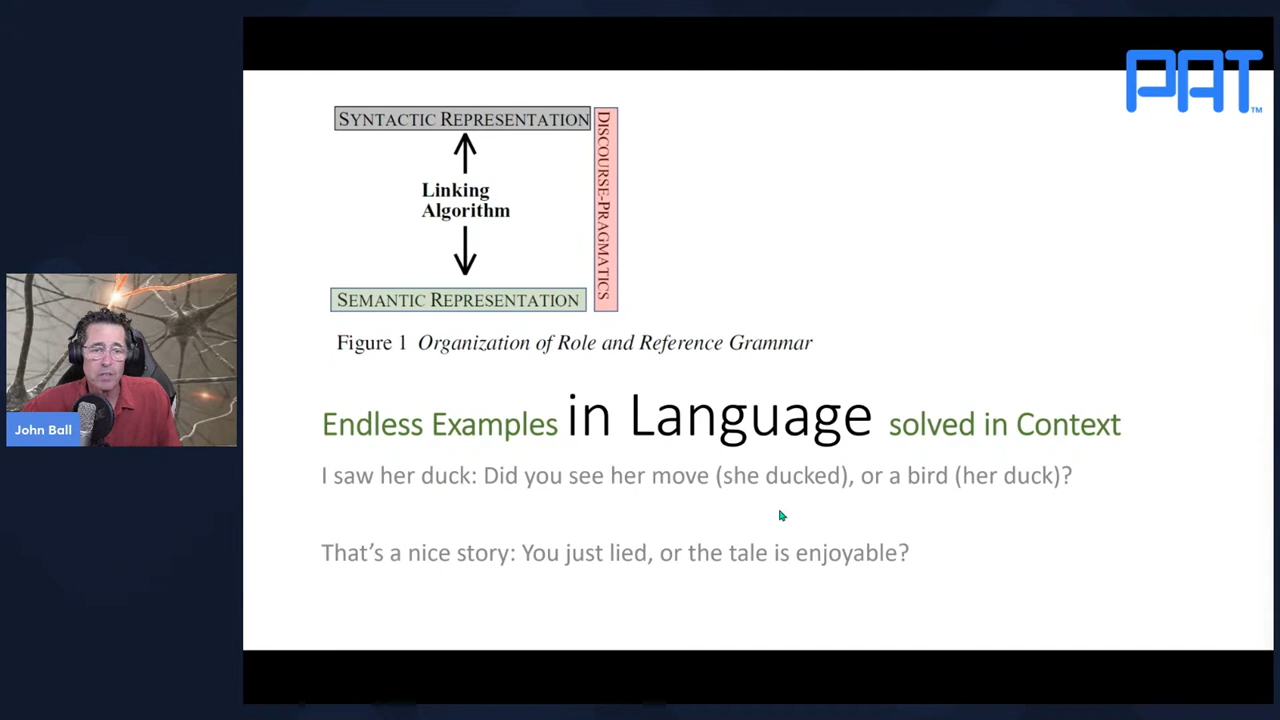 PAT™
SYNTACTIC REPRESENTATION
DISCOURSE-PRAGMATICS
Linking
Algorithm
SEMANTIC REPRESENTATION
Figure 1 Organization of Role and Reference Grammar
Endless Examples in Language solved in Context
John Ball
I saw her duck: Did you see her move (she ducked), or a bird (her duck)?
That's a nice story: You just lied, or the tale is enjoyable?